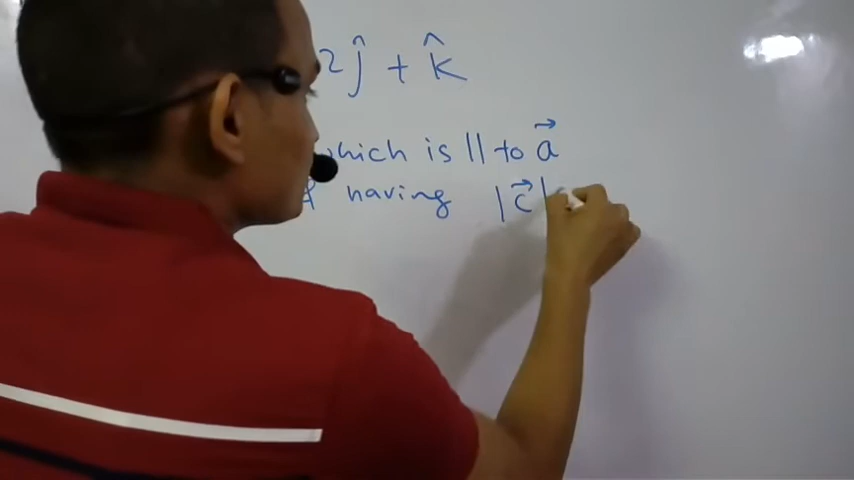 2ĵ + k̂
which is || to a⃗
having |c⃗|